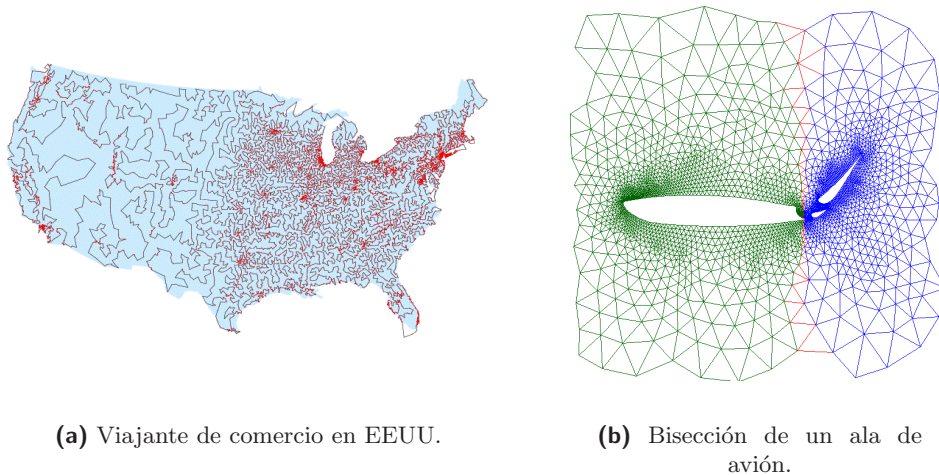 (a) Viajante de comercio en EEUU.
(b) Bisección de un ala de
avión.